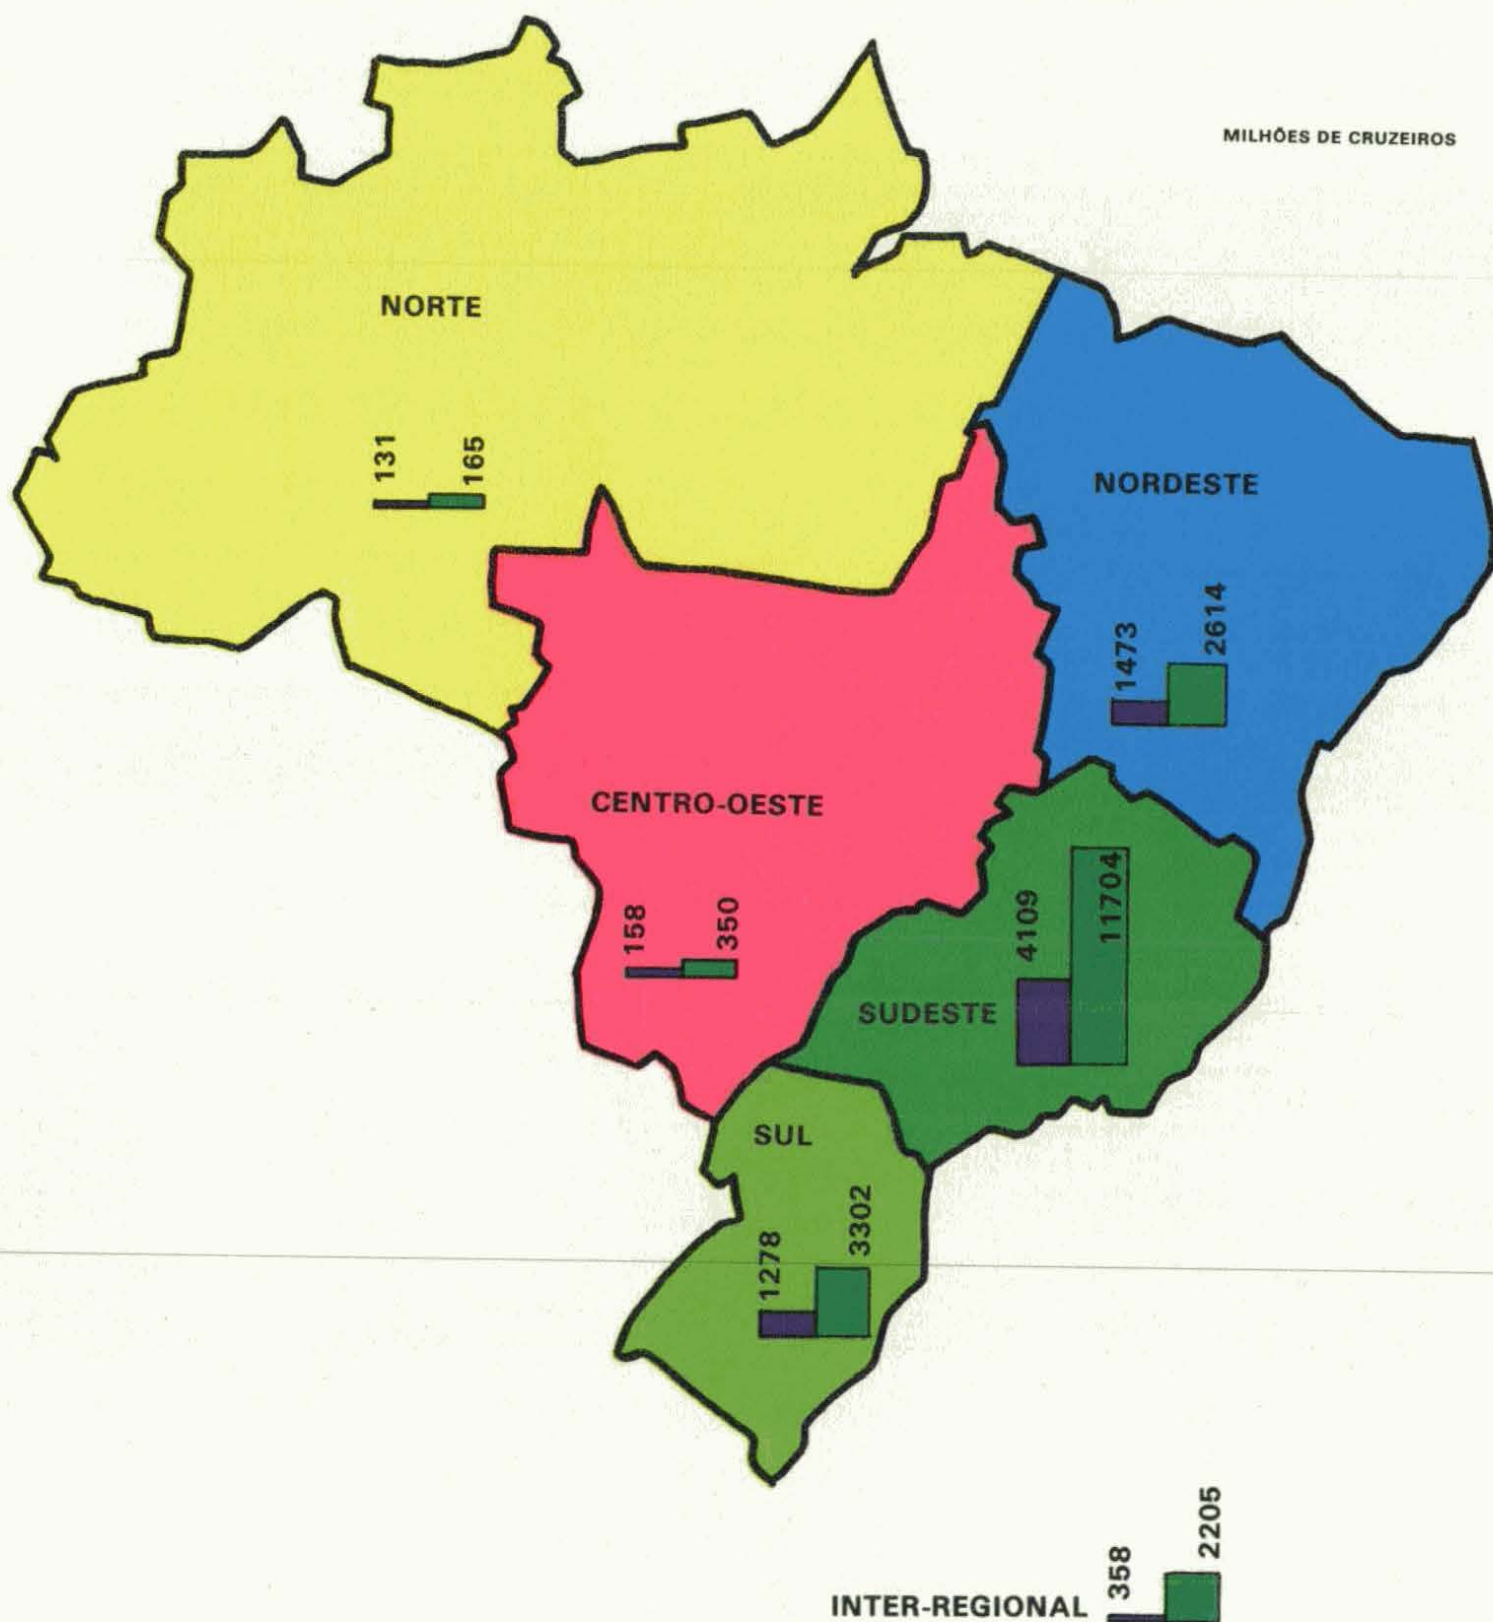 MILHÕES DE CRUZEIROS
NORTE
131
165
NORDESTE
1473
2614
CENTRO-OESTE
158
350
SUDESTE
4109
11704
SUL
1278
3302
INTER-REGIONAL
358
2205